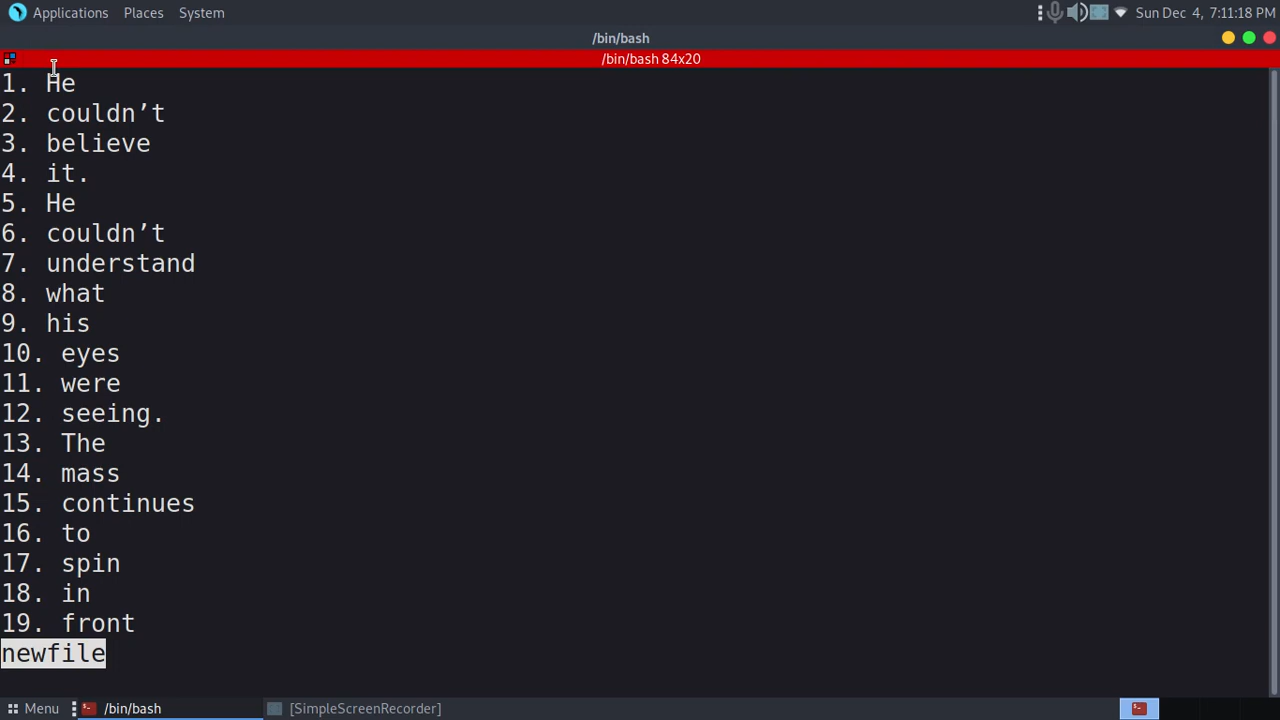 Applications Places System Sun Dec 4, 7:11:18 PM
/bin/bash
/bin/bash 84x20
1. He
2. couldn’t
3. believe
4. it.
5. He
6. couldn’t
7. understand
8. what
9. his
10. eyes
11. were
12. seeing.
13. The
14. mass
15. continues
16. to
17. spin
18. in
19. front
newfile
Menu /bin/bash [SimpleScreenRecorder]